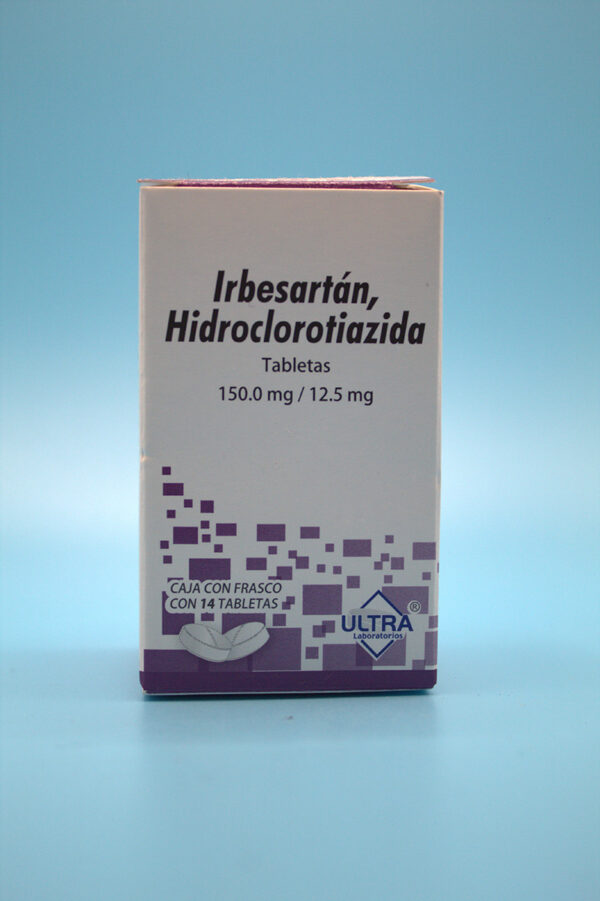 Irbesartán,
Hidroclorotiazida
Tabletas
150.0 mg / 12.5 mg
CAJA CON FRASCO
CON 14 TABLETAS
ULTRA ®
Laboratorios